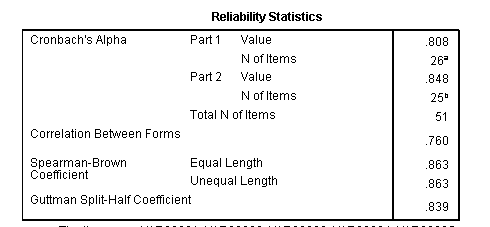 Reliability Statistics
Cronbach's Alpha Part 1 Value .808
N of Items 26a
Part 2 Value .848
N of Items 25b
Total N of Items 51
Correlation Between Forms .760
Spearman-Brown Coefficient Equal Length .863
Unequal Length .863
Guttman Split-Half Coefficient .839